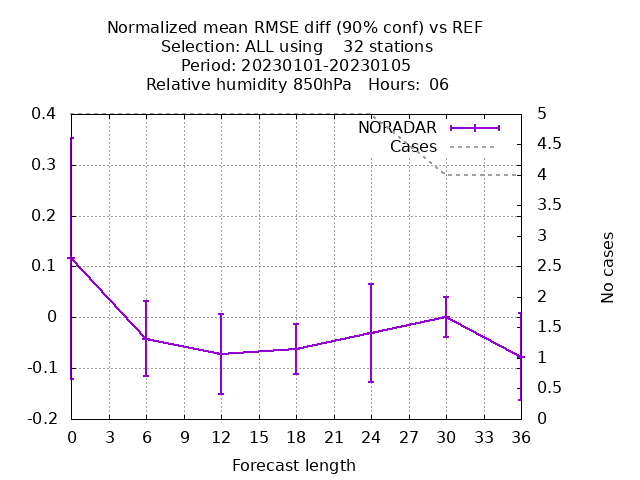 Normalized mean RMSE diff (90% conf) vs REF
Selection: ALL using    32 stations
Period: 20230101-20230105
Relative humidity 850hPa   Hours:  06
NORADAR
Cases
0.4
0.3
0.2
0.1
0
-0.1
-0.2
5
4.5
4
3.5
3
2.5
2
1.5
1
0.5
0
No cases
0 3 6 9 12 15 18 21 24 27 30 33 36
Forecast length